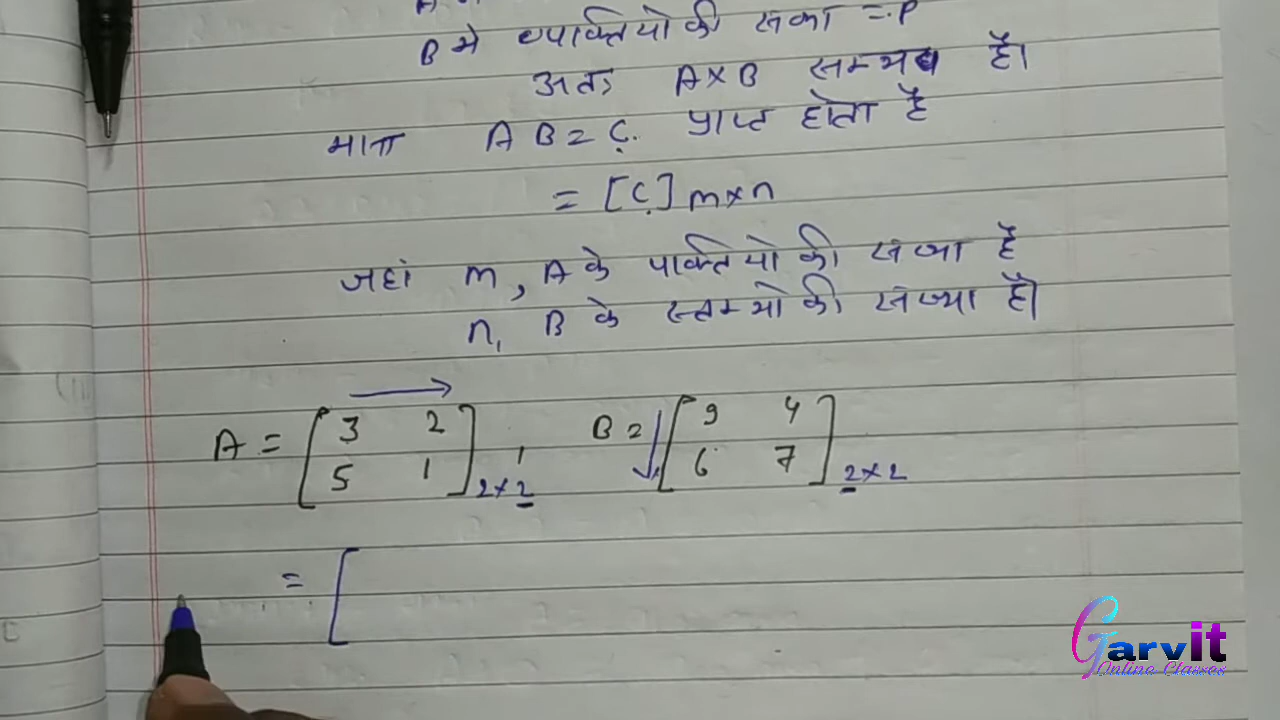 B मे व्पाक्तियो की सका = P
अतः A×B सम्भव है।
माना AB = C. प्राप्त होता है
= [C] m×n
जहां m, A के पाक्तियो की संख्या है
n, B के स्तम्भो की संख्या है।
A = [ 3 2 5 1 ] 2×2 , B = [ 9 4 6 7 ] 2×2
= [
Garvit
Online Classes